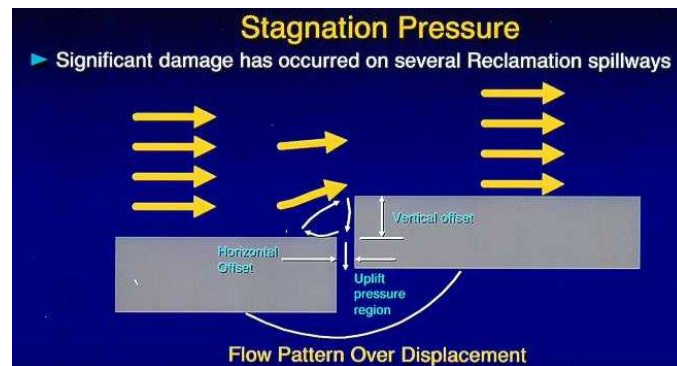 Stagnation Pressure
► Significant damage has occurred on several Reclamation spillways
Vertical offset
Horizontal
Offset
Uplift
pressure
region
Flow Pattern Over Displacement